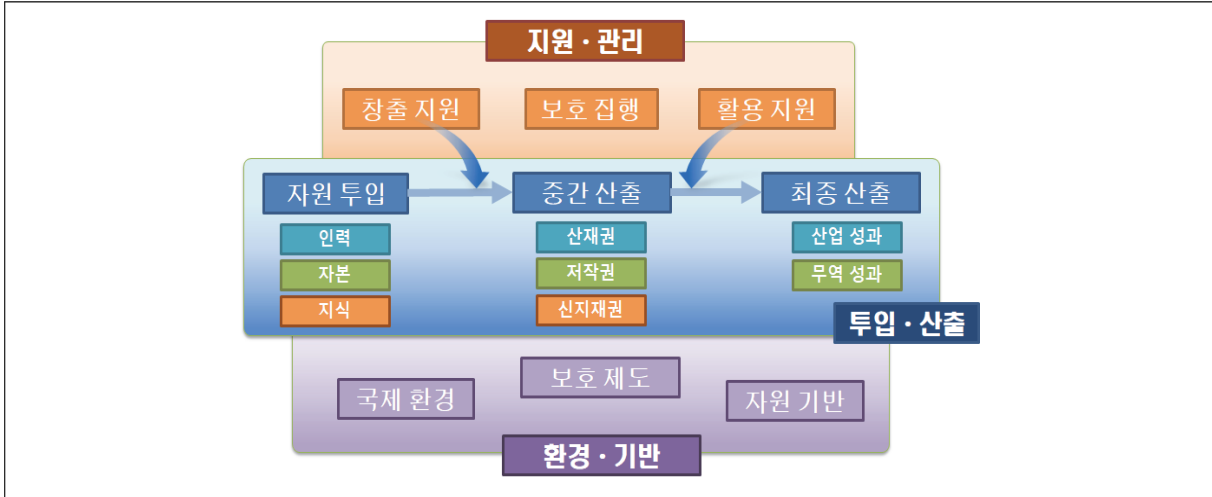 지원·관리
창출 지원
보호 집행
활용 지원
자원 투입
중간 산출
최종 산출
인력
산재권
산업 성과
자본
저작권
무역 성과
지식
신지재권
투입·산출
국제 환경
보호 제도
자원 기반
환경·기반